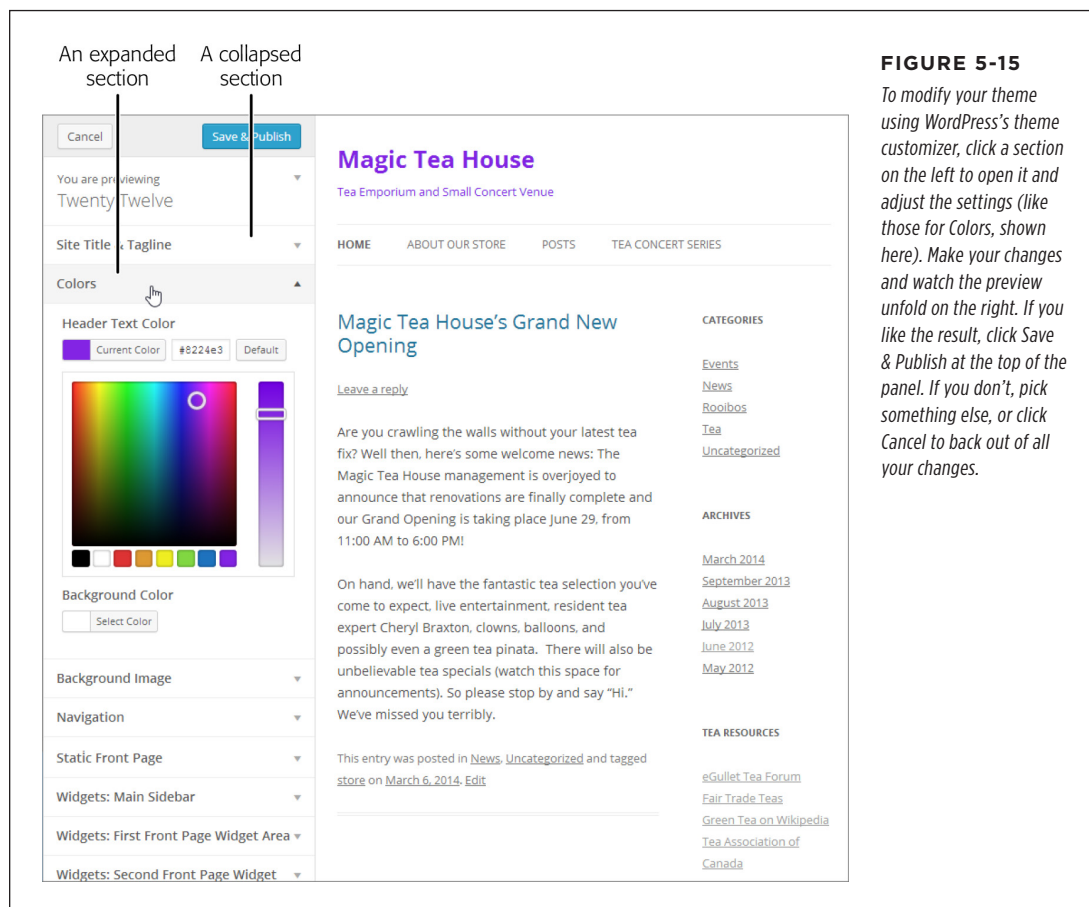 An expanded section
A collapsed section
Cancel
Save & Publish
You are previewing
Twenty Twelve
Site Title & Tagline
Colors
Header Text Color
Current Color
#8224e3
Default
Background Color
Select Color
Background Image
Navigation
Static Front Page
Widgets: Main Sidebar
Widgets: First Front Page Widget Area
Widgets: Second Front Page Widget
Magic Tea House
Tea Emporium and Small Concert Venue
HOME
ABOUT OUR STORE
POSTS
TEA CONCERT SERIES
Magic Tea House's Grand New
Opening
Leave a reply
Are you crawling the walls without your latest tea
fix? Well then, here's some welcome news: The
Magic Tea House management is overjoyed to
announce that renovations are finally complete and
our Grand Opening is taking place June 29, from
11:00 AM to 6:00 PM!
On hand, we'll have the fantastic tea selection you've
come to expect, live entertainment, resident tea
expert Cheryl Braxton, clowns, balloons, and
possibly even a green tea pinata. There will also be
unbelievable tea specials (watch this space for
announcements). So please stop by and say "Hi."
We've missed you terribly.
This entry was posted in News, Uncategorized and tagged
store on March 6, 2014. Edit
CATEGORIES
Events
News
Rooibos
Tea
Uncategorized
ARCHIVES
March 2014
September 2013
August 2013
July 2013
June 2012
May 2012
TEA RESOURCES
eGullet Tea Forum
Fair Trade Teas
Green Tea on Wikipedia
Tea Association of
Canada
FIGURE 5-15
To modify your theme
using WordPress's theme
customizer, click a section
on the left to open it and
adjust the settings (like
those for Colors, shown
here). Make your changes
and watch the preview
unfold on the right. If you
like the result, click Save
& Publish at the top of the
panel. If you don't, pick
something else, or click
Cancel to back out of all
your changes.